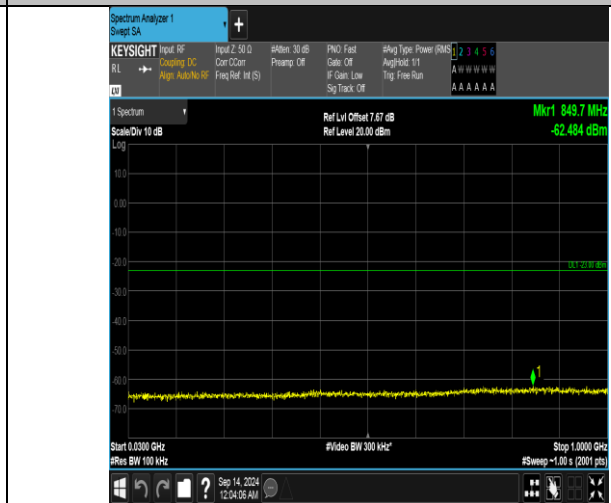 Spectrum Analyzer 1
Swept SA
+
KEYSIGHT Input: RF Input Z: 50 Ω #Atten: 30 dB PNO: Fast #Avg Type: Power (RMS 1 2 3 4 5 6
RL Coupling: DC Corr CCorr Preamp: Off Gate: Off Avg|Hold: 1/1 A W W W W W
Align: Auto/No RF Freq Ref: Int (S) IF Gain: Low Trig: Free Run
Sig Track: Off A A A A A A
LXI
1 Spectrum Ref Lvl Offset 7.67 dB Mkr1 849.7 MHz
Scale/Div 10 dB Ref Level 20.00 dBm -62.484 dBm
Log
10.0
0.00
-10.0
-20.0
DL1 -23.00 dBm
-30.0
-40.0
-50.0
-60.0
1
-70.0
Start 0.0300 GHz #Video BW 300 kHz* Stop 1.0000 GHz
#Res BW 100 kHz #Sweep ~1.00 s (2001 pts)
? Sep 14, 2024
12:04:06 AM